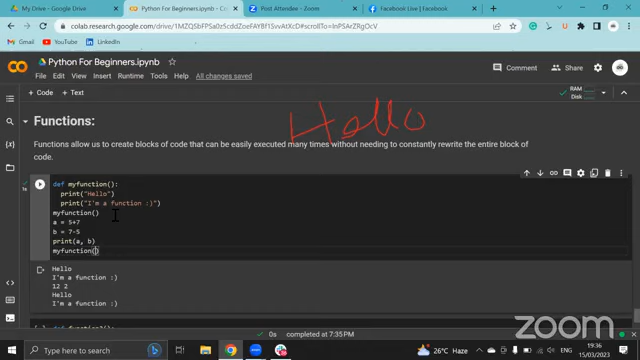 My Drive - Google Drive
Python For Beginners.ipynb - Colab
Post Attendee - Zoom
Facebook Live | Facebook
colab.research.google.com/drive/
Gmail
YouTube
LinkedIn
Python For Beginners.ipynb
File Edit View Insert Runtime Tools Help All changes saved
Comment
Share
+ Code + Text
RAM
Disk
Hello
Functions:
Functions allow us to create blocks of code that can be easily executed many times without needing to constantly rewrite the entire block of
code.
1s
def myfunction():
print("Hello")
print("I'm a function :)")
myfunction()
a = 5+7
b = 7-5
print(a, b)
myfunction()
Hello
I'm a function :)
12 2
Hello
I'm a function :)
[ ] def function2():
0s completed at 7:35 PM
zoom
Type here to search
26°C Haze
19:36
15/03/2023